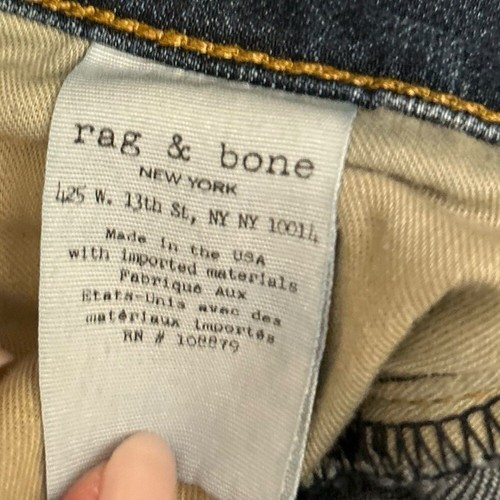 rag & bone
NEW YORK
425 W. 13th St, NY NY 10014
Made in the USA
with imported materials
Fabriqué Aux
Etats-Unis avec des
matériaux importés
RN # 108879